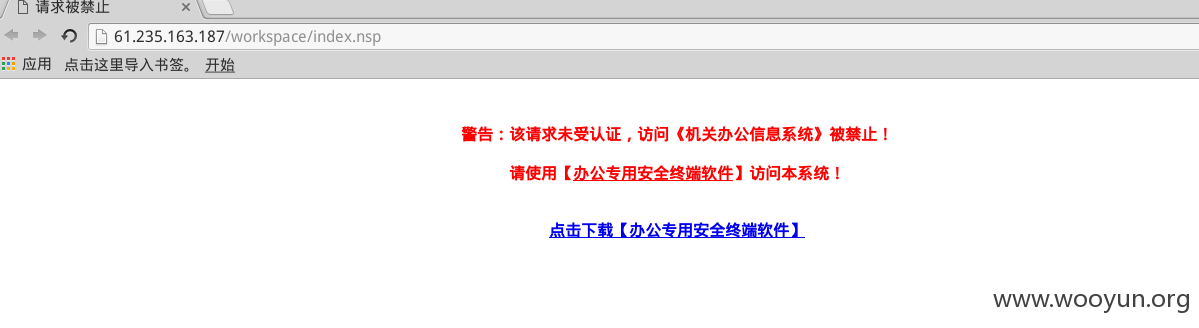 请求被禁止
61.235.163.187/workspace/index.nsp
应用 点击这里导入书签。 开始
警告：该请求未受认证，访问《机关办公信息系统》被禁止！
请使用【办公专用安全终端软件】访问本系统！
点击下载【办公专用安全终端软件】
www.wooyun.org